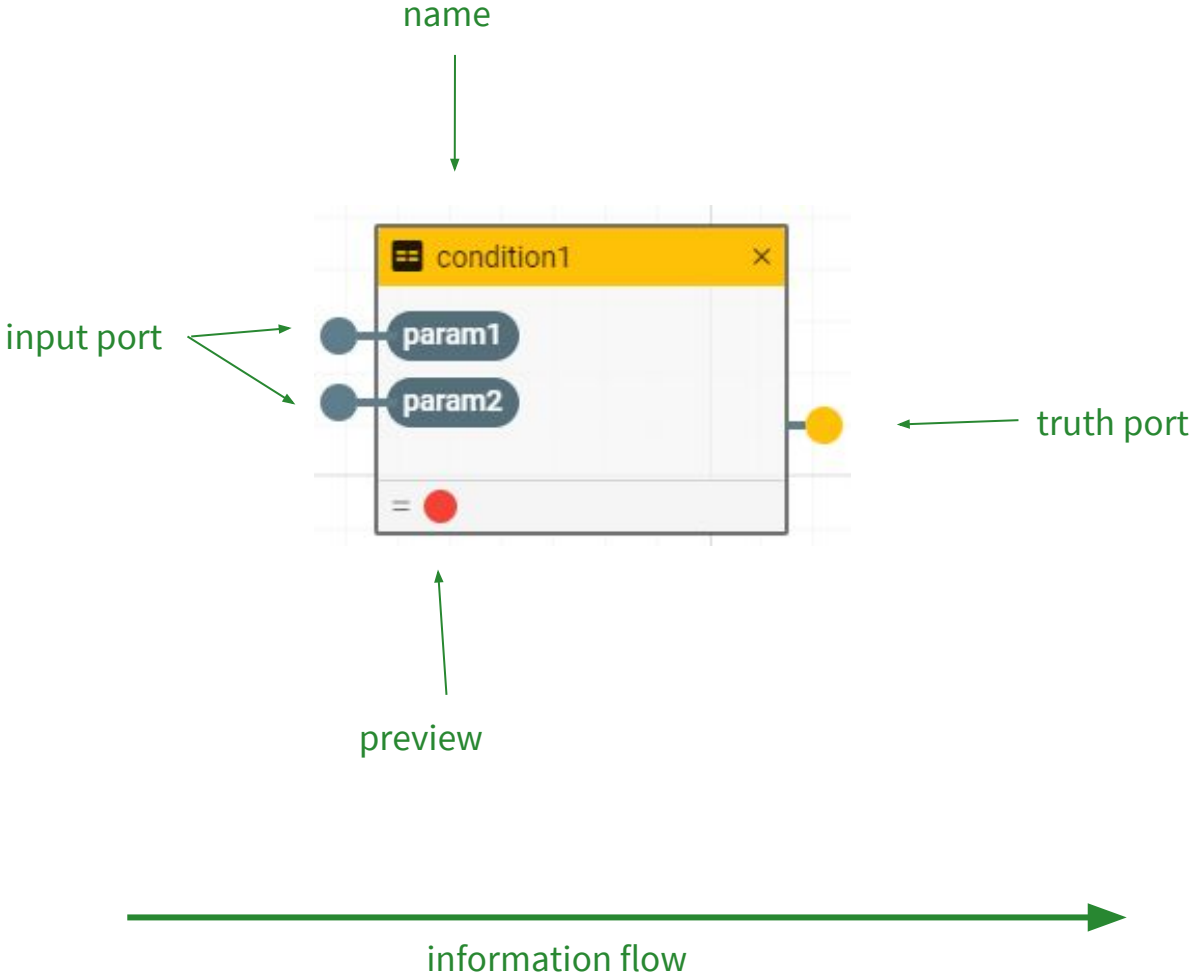 name
condition1 ×
input port
param1
param2
truth port
=
preview
information flow